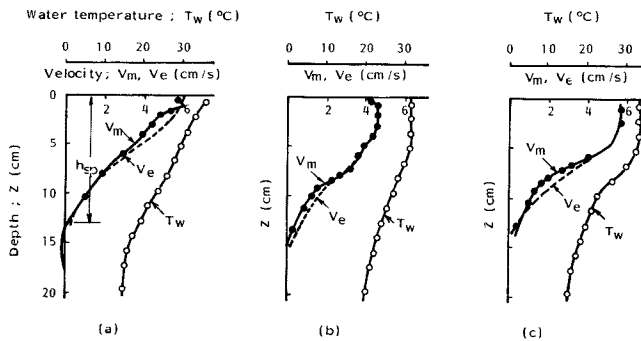 Water temperature ; Tw (°C)
0 10 20 30
Velocity; Vm, Ve (cm/s)
Depth ; Z (cm)
0
5
10
15
20
2 4 6
hsp
Vm
Ve
Tw
(a)
Tw (°C)
0 10 20 30
Vm, Ve (cm/s)
Z (cm)
2 4 6
Vm
Ve
Tw
(b)
Tw (°C)
0 10 20 30
Vm, Vε (cm/s)
Z (cm)
2 4 6 8
Vm
Ve
Tw
(c)